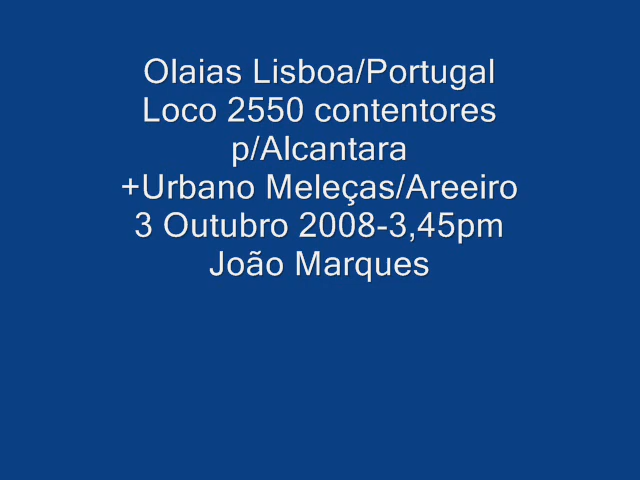 Olaias Lisboa/Portugal
Loco 2550 contentores
p/Alcantara
+Urbano Meleças/Areeiro
3 Outubro 2008-3,45pm
João Marques